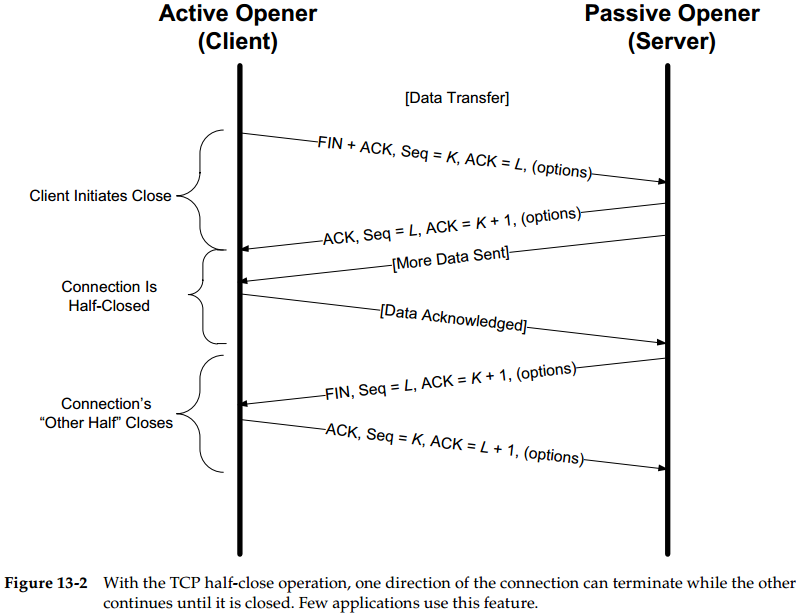 Active Opener
(Client)
Passive Opener
(Server)
[Data Transfer]
FIN + ACK, Seq = K, ACK = L, (options)
Client Initiates Close
ACK, Seq = L, ACK = K + 1, (options)
[More Data Sent]
Connection Is
Half-Closed
[Data Acknowledged]
FIN, Seq = L, ACK = K + 1, (options)
Connection’s
“Other Half” Closes
ACK, Seq = K, ACK = L + 1, (options)
Figure 13-2 With the TCP half-close operation, one direction of the connection can terminate while the other
continues until it is closed. Few applications use this feature.